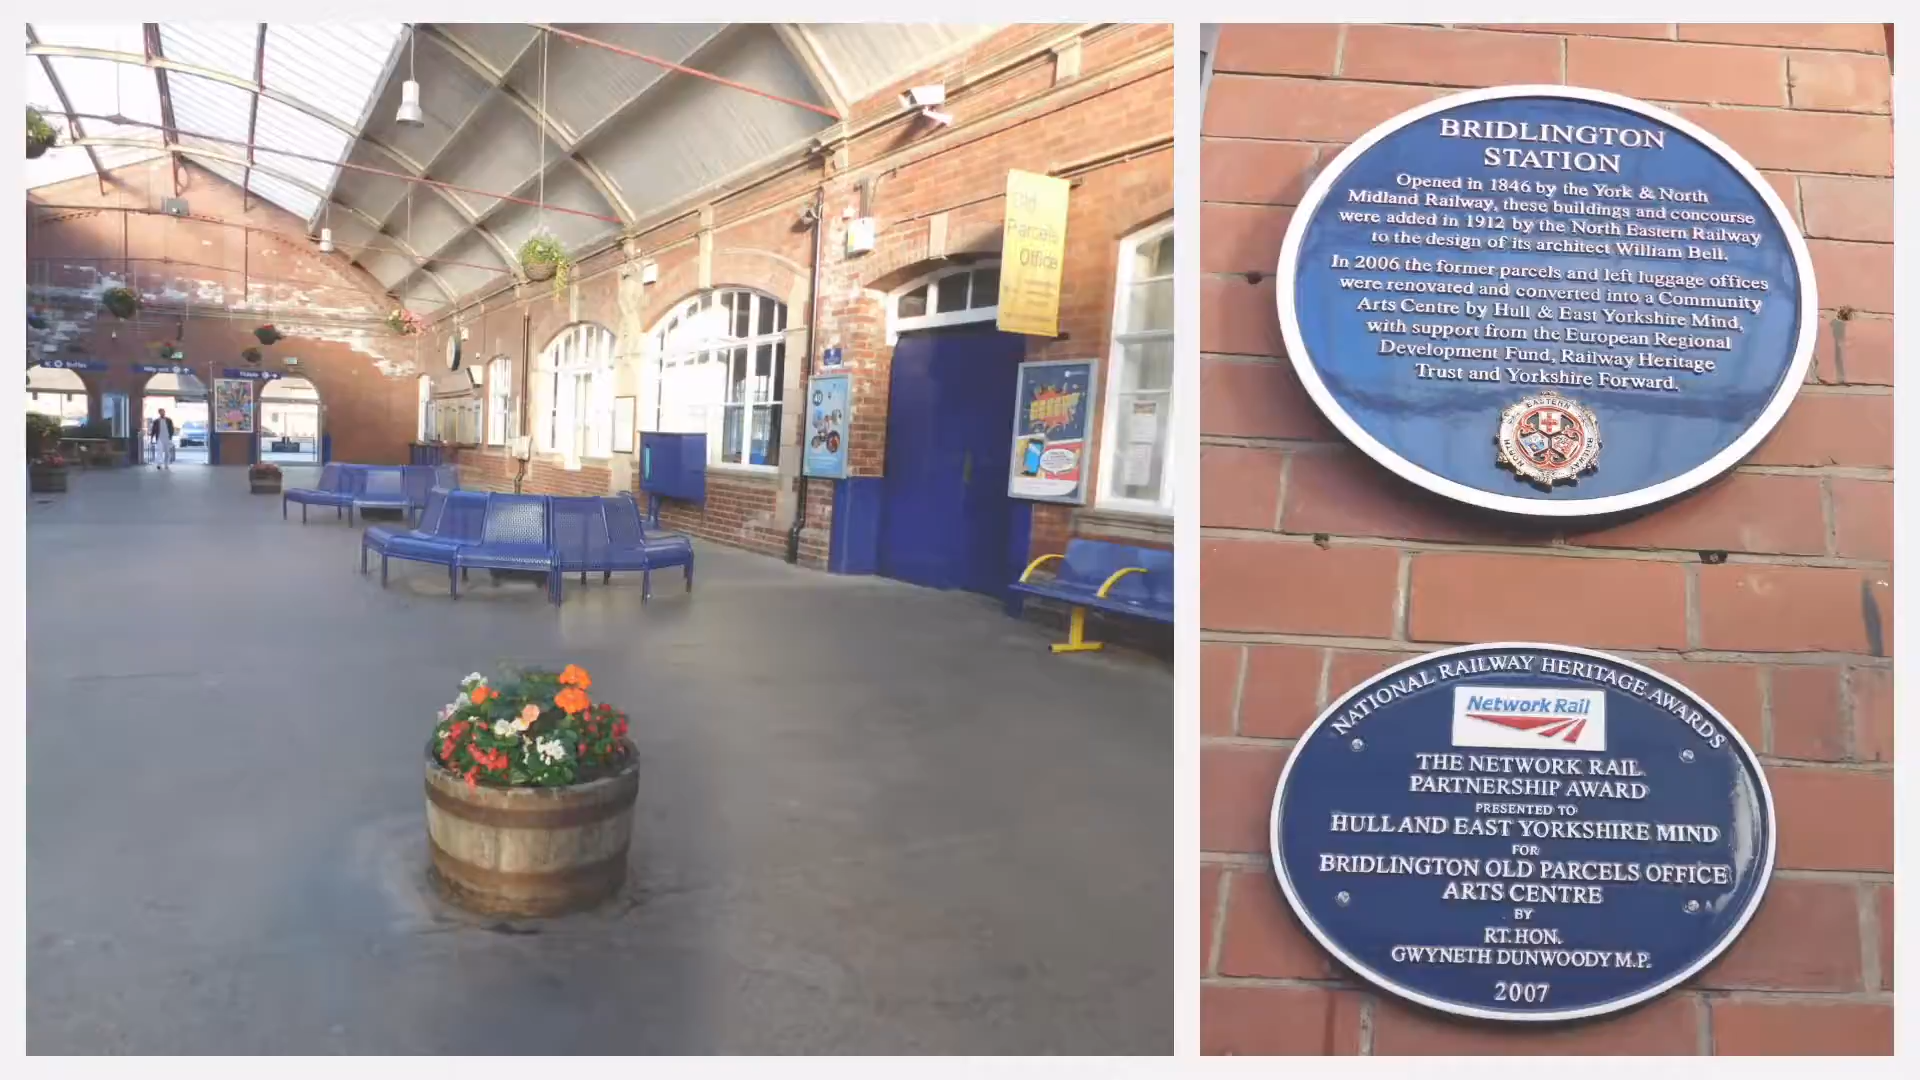 Old
Parcels
Office
40
BRIDLINGTON
STATION
Opened in 1846 by the York & North
Midland Railway, these buildings and concourse
were added in 1912 by the North Eastern Railway
to the design of its architect William Bell.
In 2006 the former parcels and left luggage offices
were renovated and converted into a Community
Arts Centre by Hull & East Yorkshire Mind,
with support from the European Regional
Development Fund, Railway Heritage
Trust and Yorkshire Forward.
EASTERN
NORTH
RAILWAY
NATIONAL RAILWAY HERITAGE AWARDS
Network Rail
THE NETWORK RAIL
PARTNERSHIP AWARD
PRESENTED TO
HULL AND EAST YORKSHIRE MIND
FOR
BRIDLINGTON OLD PARCELS OFFICE
ARTS CENTRE
BY
RT. HON.
GWYNETH DUNWOODY M.P.
2007